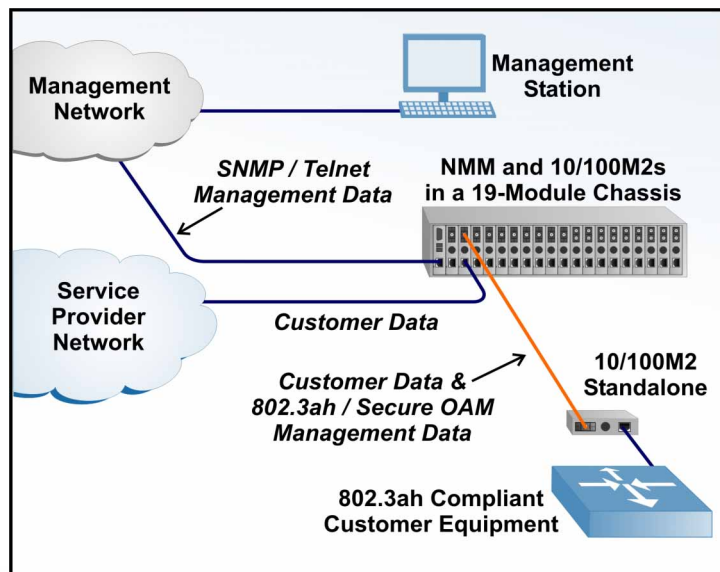 Management
Network
Management
Station
SNMP / Telnet
Management Data
NMM and 10/100M2s
in a 19-Module Chassis
Service
Provider
Network
Customer Data
Customer Data &
802.3ah / Secure OAM
Management Data
10/100M2
Standalone
802.3ah Compliant
Customer Equipment